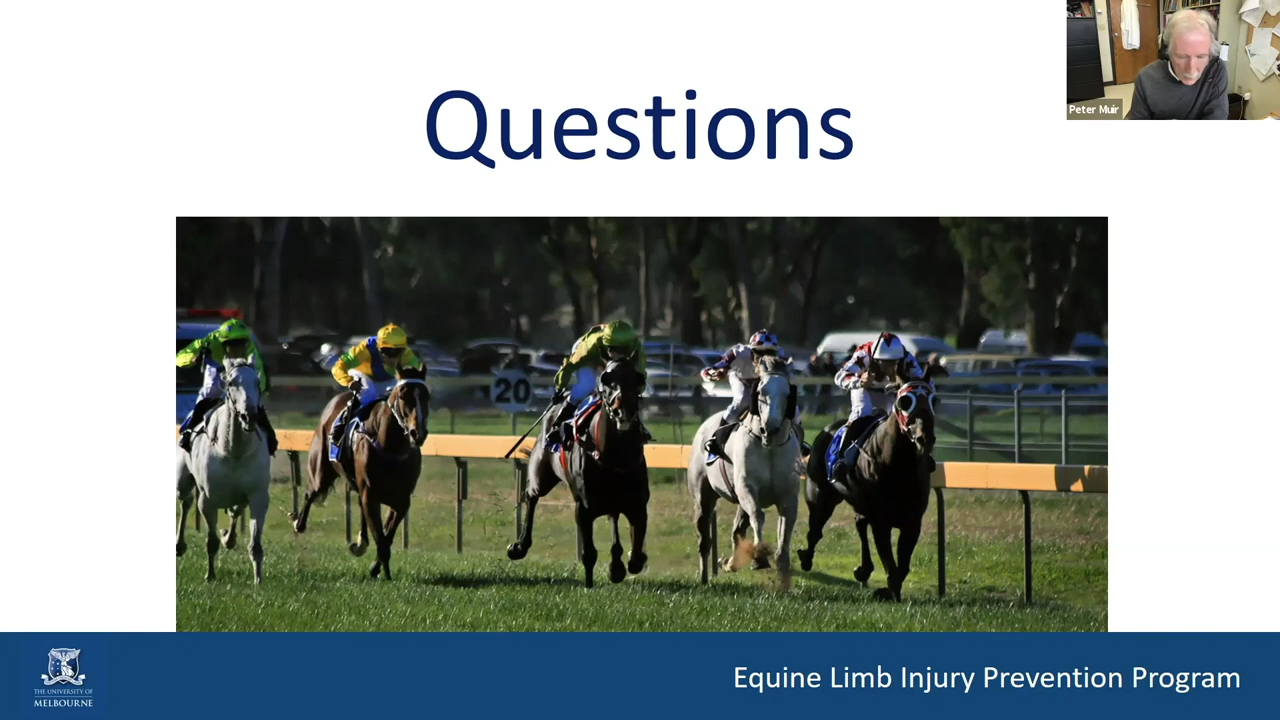 Questions
Peter Muir
20
THE UNIVERSITY OF
MELBOURNE
Equine Limb Injury Prevention Program